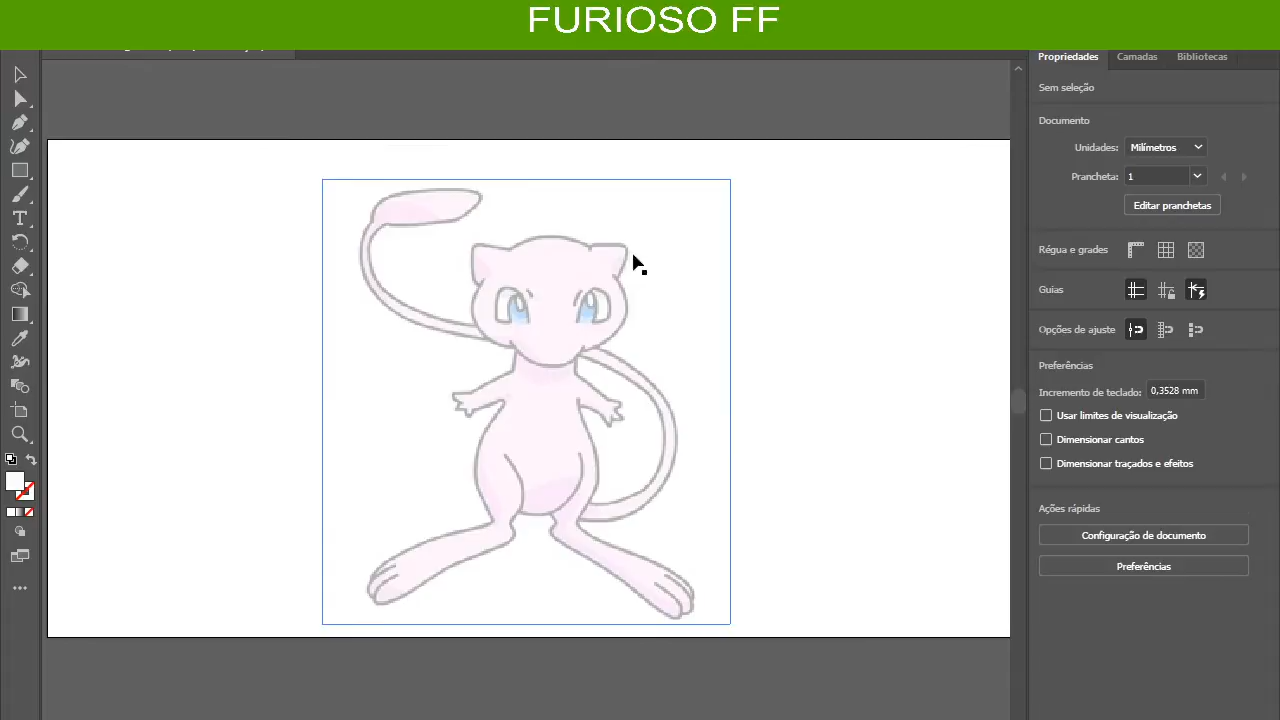 FURIOSO FF
Propriedades Camadas Bibliotecas
Sem seleção
Documento
Unidades: Milímetros
Prancheta: 1
Editar pranchetas
Régua e grades
Guias
Opções de ajuste
Preferências
Incremento de teclado: 0,3528 mm
Usar limites de visualização
Dimensionar cantos
Dimensionar traçados e efeitos
Ações rápidas
Configuração de documento
Preferências